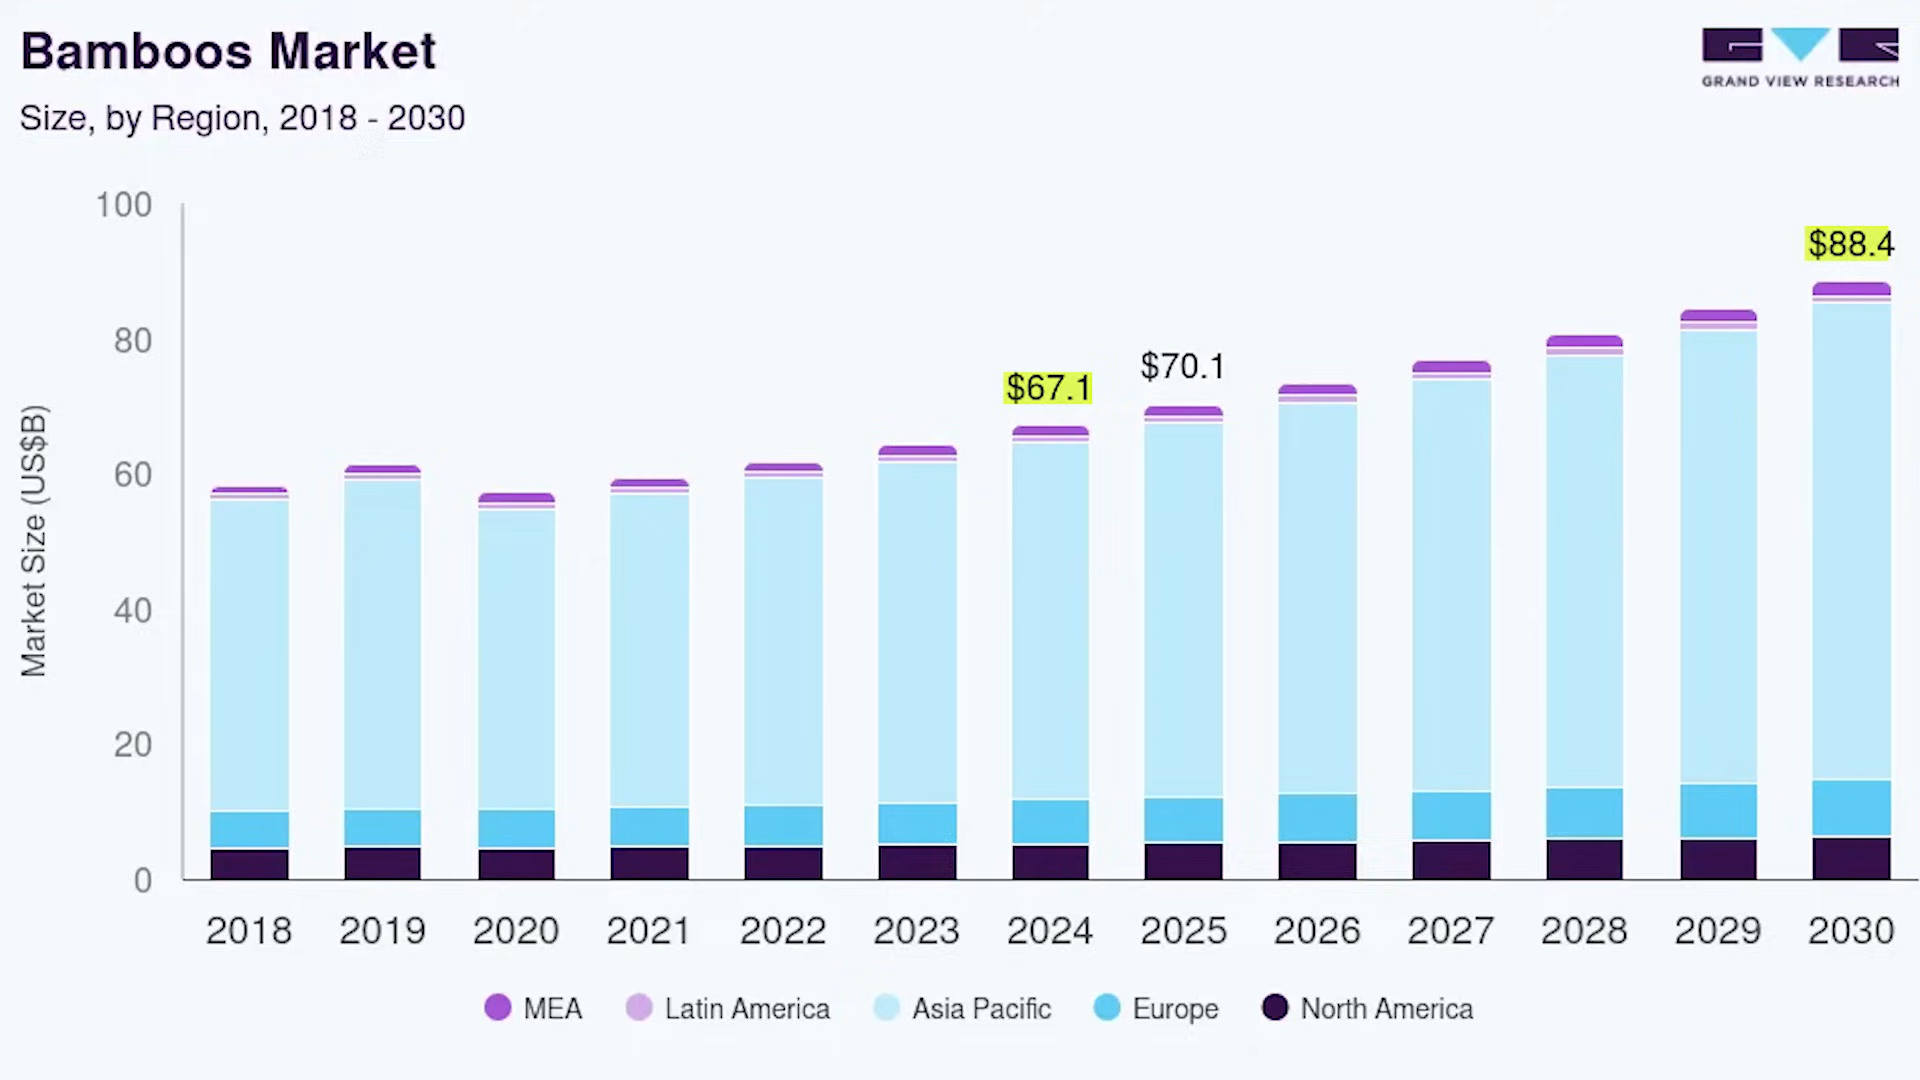 Bamboos Market
Size, by Region, 2018 - 2030
GRAND VIEW RESEARCH
Market Size (US$B)
100
80
60
40
20
0
$67.1
$70.1
$88.4
2018 2019 2020 2021 2022 2023 2024 2025 2026 2027 2028 2029 2030
MEA Latin America Asia Pacific Europe North America